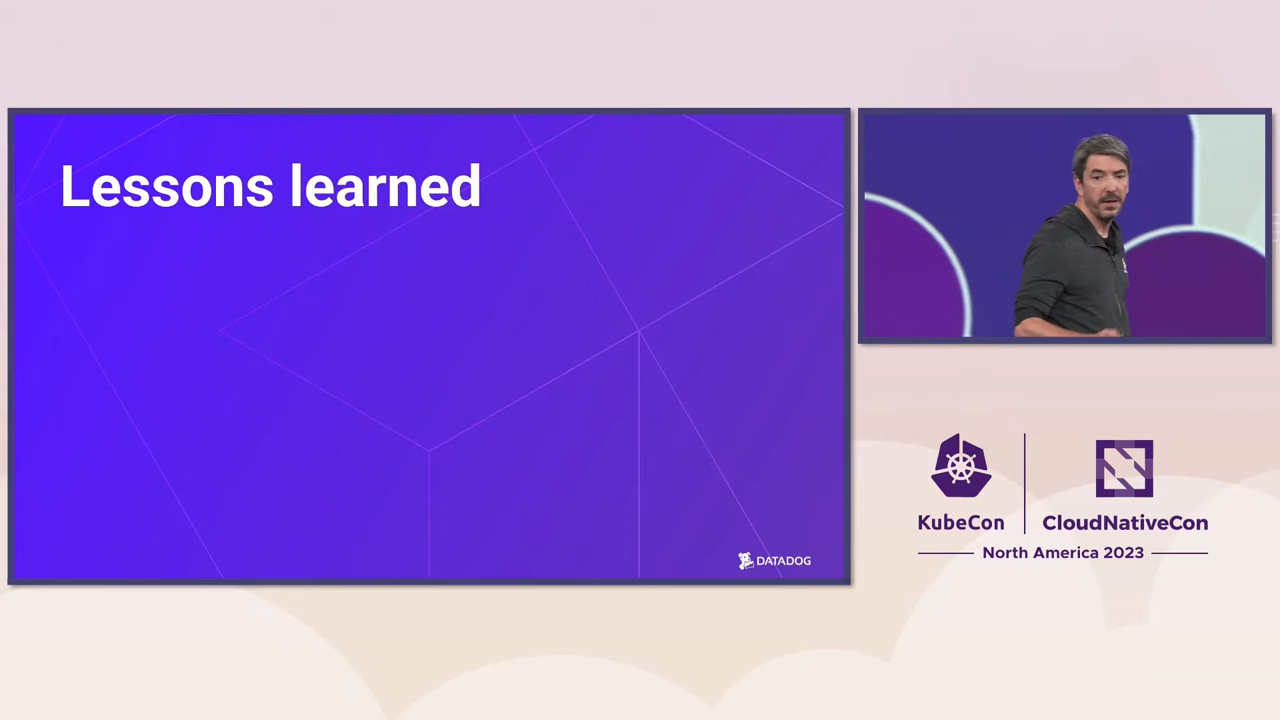 Lessons learned
DATADOG
KubeCon
CloudNativeCon
North America 2023